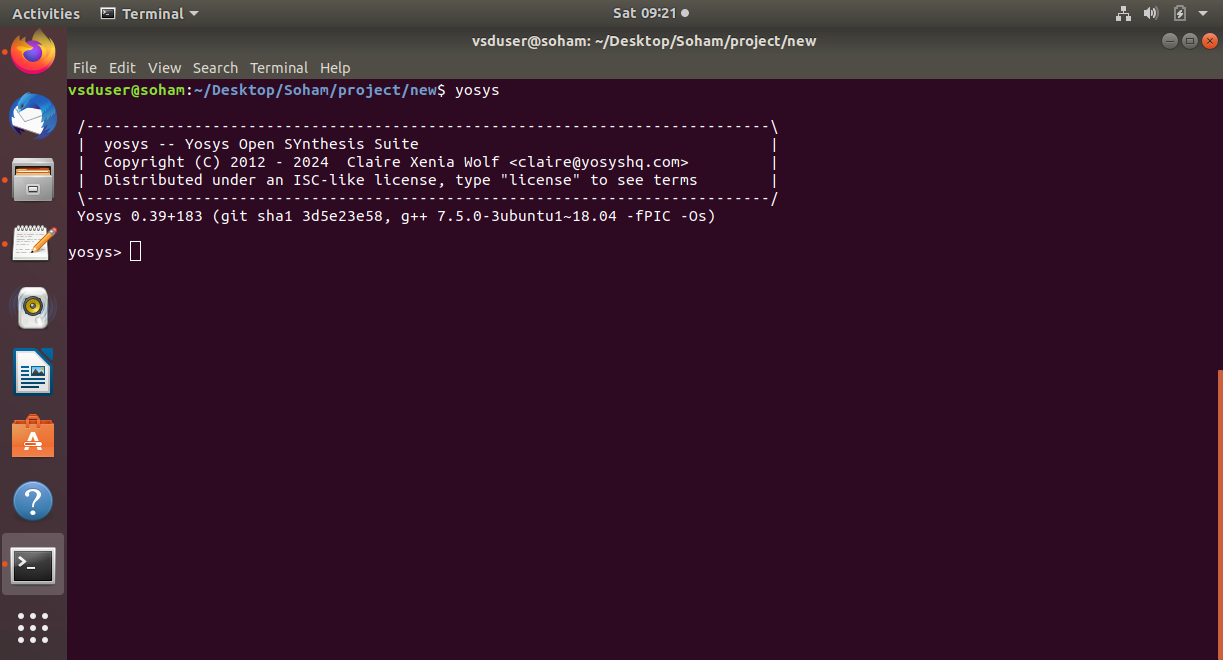 Activities Terminal Sat 09:21
vsduser@soham: ~/Desktop/Soham/project/new
File Edit View Search Terminal Help
vsduser@soham:~/Desktop/Soham/project/new$ yosys
/----------------------------------------------------------------------------\
| yosys -- Yosys Open SYnthesis Suite |
| Copyright (C) 2012 - 2024 Claire Xenia Wolf <claire@yosyshq.com> |
| Distributed under an ISC-like license, type "license" to see terms |
\----------------------------------------------------------------------------/
Yosys 0.39+183 (git sha1 3d5e23e58, g++ 7.5.0-3ubuntu1~18.04 -fPIC -Os)
yosys>